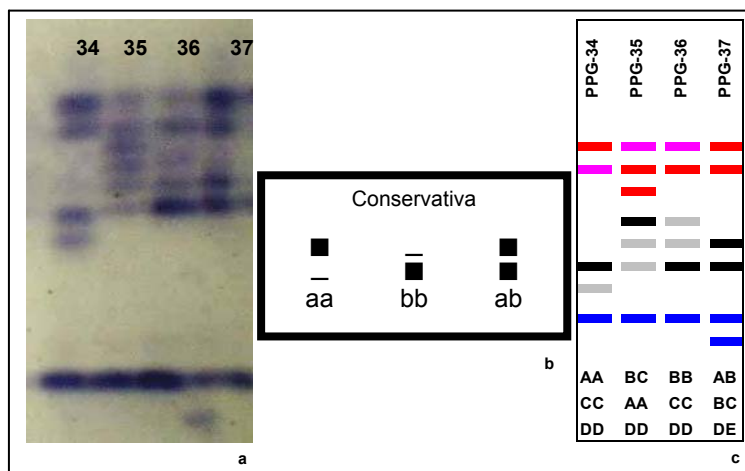 34 35 36 37
a
Conservativa
aa bb ab
b
PPG-34 PPG-35 PPG-36 PPG-37
AA BC BB AB
CC AA CC BC
DD DD DD DE
c